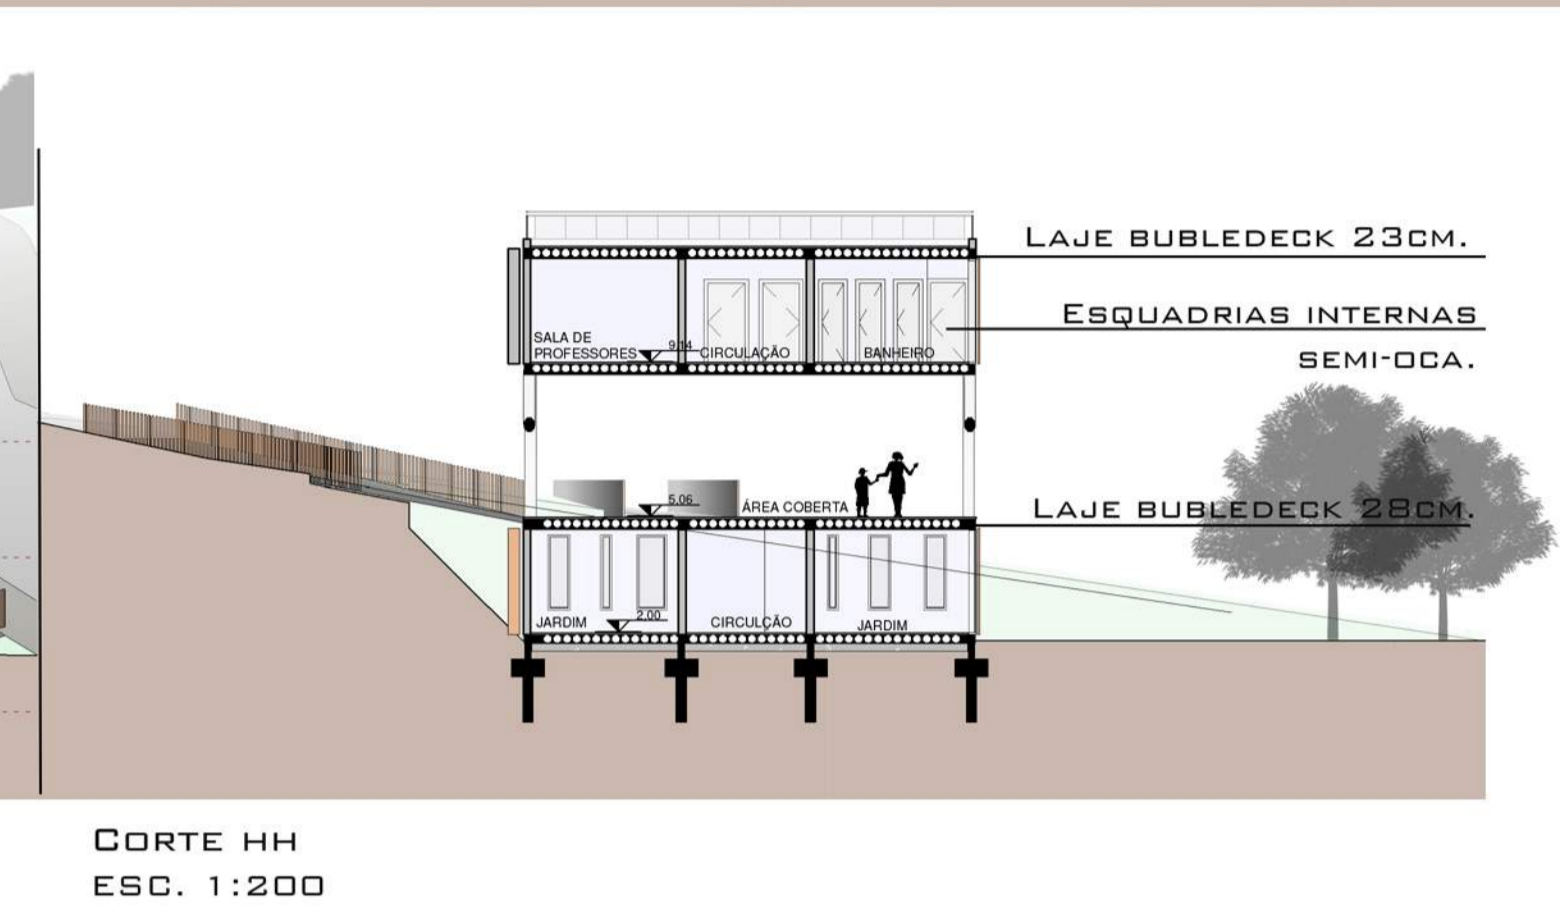 LAJE BUBLEDECK 23CM.
ESQUADRIAS INTERNAS
SEMI-OCA.
SALA DE
PROFESSORES
9.14
CIRCULAÇÃO
BANHEIRO
5.06
ÁREA COBERTA
LAJE BUBLEDECK 28CM.
JARDIM
2.00
CIRCULÇÃO
JARDIM
CORTE HH
ESC. 1:200